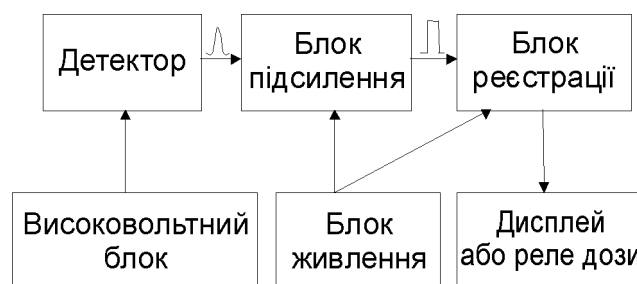 Детектор
Блок
підсилення
Блок
реєстрації
Високовольтний
блок
Блок
живлення
Дисплей
або реле дози